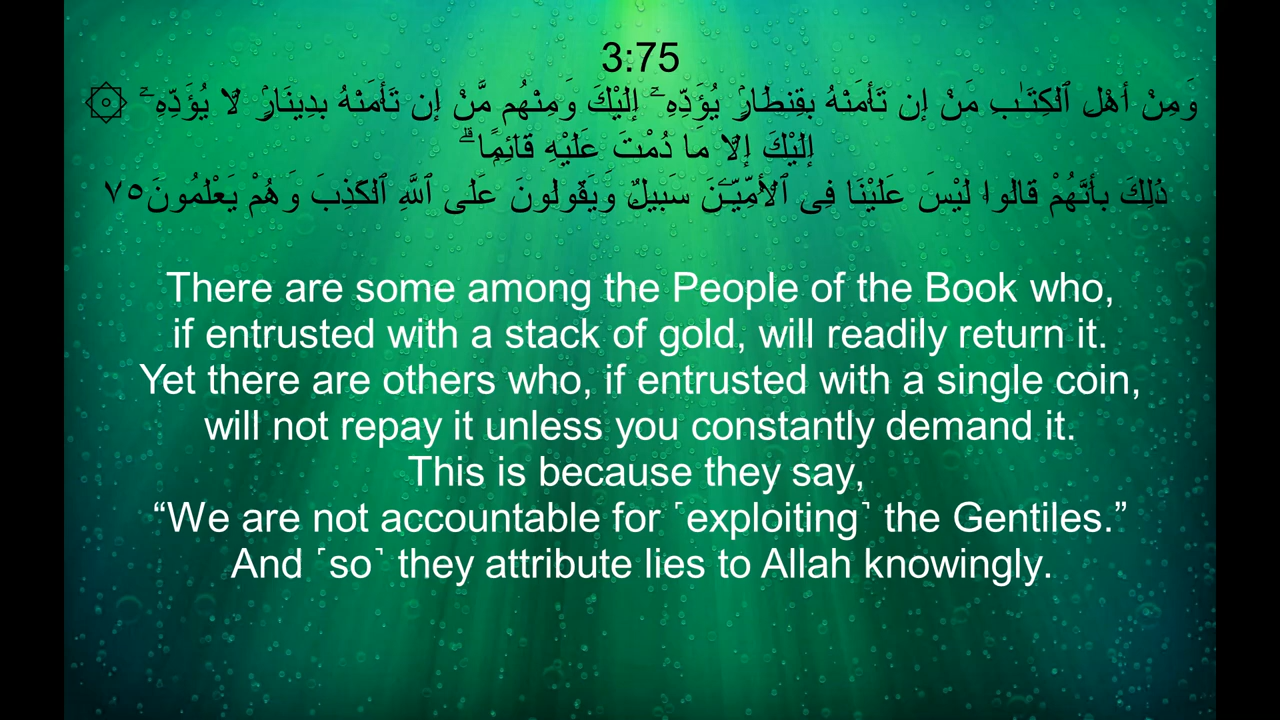 3:75
۞ وَمِنْ أَهْلِ ٱلْكِتَـٰبِ مَنْ إِن تَأْمَنْهُ بِقِنطَارٍۢ يُؤَدِّهِۦٓ إِلَيْكَ وَمِنْهُم مَّنْ إِن تَأْمَنْهُ بِدِينَارٍۢ لَّا يُؤَدِّهِۦٓ
إِلَيْكَ إِلَّا مَا دُمْتَ عَلَيْهِ قَآئِمًۭا ۗ
ذَٰلِكَ بِأَنَّهُمْ قَالُوا۟ لَيْسَ عَلَيْنَا فِى ٱلْأُمِّيِّـۧنَ سَبِيلٌۭ وَيَقُولُونَ عَلَى ٱللَّهِ ٱلْكَذِبَ وَهُمْ يَعْلَمُونَ٧٥
There are some among the People of the Book who,
if entrusted with a stack of gold, will readily return it.
Yet there are others who, if entrusted with a single coin,
will not repay it unless you constantly demand it.
This is because they say,
“We are not accountable for ˹exploiting˺ the Gentiles.”
And ˹so˺ they attribute lies to Allah knowingly.